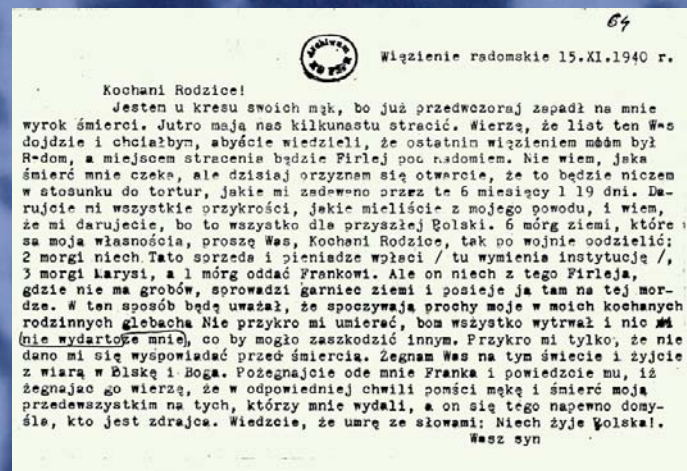 64
Archiwum KG PZPR
Więzienie radomskie 15.XI.1940 r.
Kochani Rodzice!
Jestem u kresu swoich mąk, bo już przedwczoraj zapadł na mnie
wyrok śmierci. Jutro mają nas kilkunastu stracić. Wierzę, że list ten Was
dojdzie i chciałbym, abyście wiedzieli, że ostatnim więzieniem moim był
Radom, a miejscem stracenia będzie Firlej pod Radomiem. Nie wiem, jaka
śmierć mnie czeka, ale dzisiaj przyznam się otwarcie, że to będzie niczem
w stosunku do tortur, jakie mi zadawano przez te 6 miesięcy i 19 dni. Da-
rujcie mi wszystkie przykrości, jakie mieliście z mojego powodu, i wiem,
że mi darujecie, bo to wszystko dla przyszłej Polski. 6 mórg ziemi, które
są moją własnością, proszę Was, Kochani Rodzice, tak po wojnie podzielić:
2 morgi niech Tato sprzeda i pieniądze wpłaci / tu wymienia instytucję /,
3 morgi Marysi, a 1 mórg oddać Frankowi. Ale on niech z tego Firleja,
gdzie nie ma grobów, sprowadzi garniec ziemi i posieje ją tam na tej mor-
dze. W ten sposób będę uważał, że spoczywają prochy moje w moich kochanych
rodzinnych glebach. Nie przykro mi umierać, bom wszystko wytrwał i nic
nie wydarto ze mnie, co by mogło zaszkodzić innym. Przykro mi tylko, że nie
dano mi się wyspowiadać przed śmiercią. Żegnam Was na tym świecie i żyjcie
z wiarą w Polskę i Boga. Pożegnajcie ode mnie Franka i powiedzcie mu, iż
żegnając go wierzę, że w odpowiedniej chwili pomści mękę i śmierć moją
przedewszystkim na tych, którzy mnie wydali, a on się tego napewno domy-
śla, kto jest zdrajca. Wiedzcie, że umrę ze słowami: Niech żyje Polska!.
Wasz syn